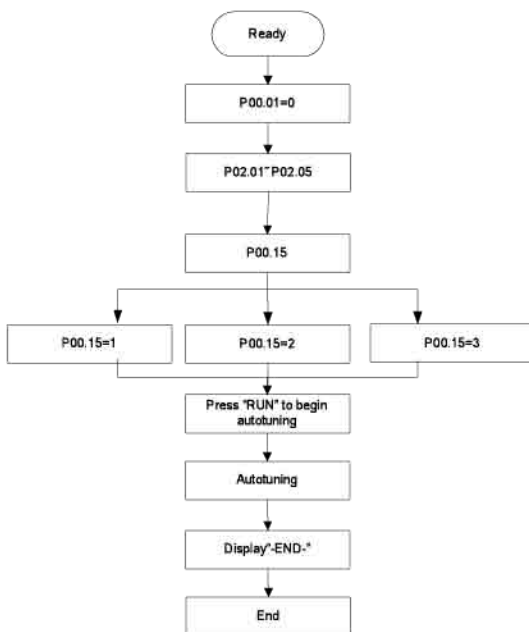 Ready
P00.01=0
P02.01~P02.05
P00.15
P00.15=1
P00.15=2
P00.15=3
Press "RUN" to begin
autotuning
Autotuning
Display"-END-"
End